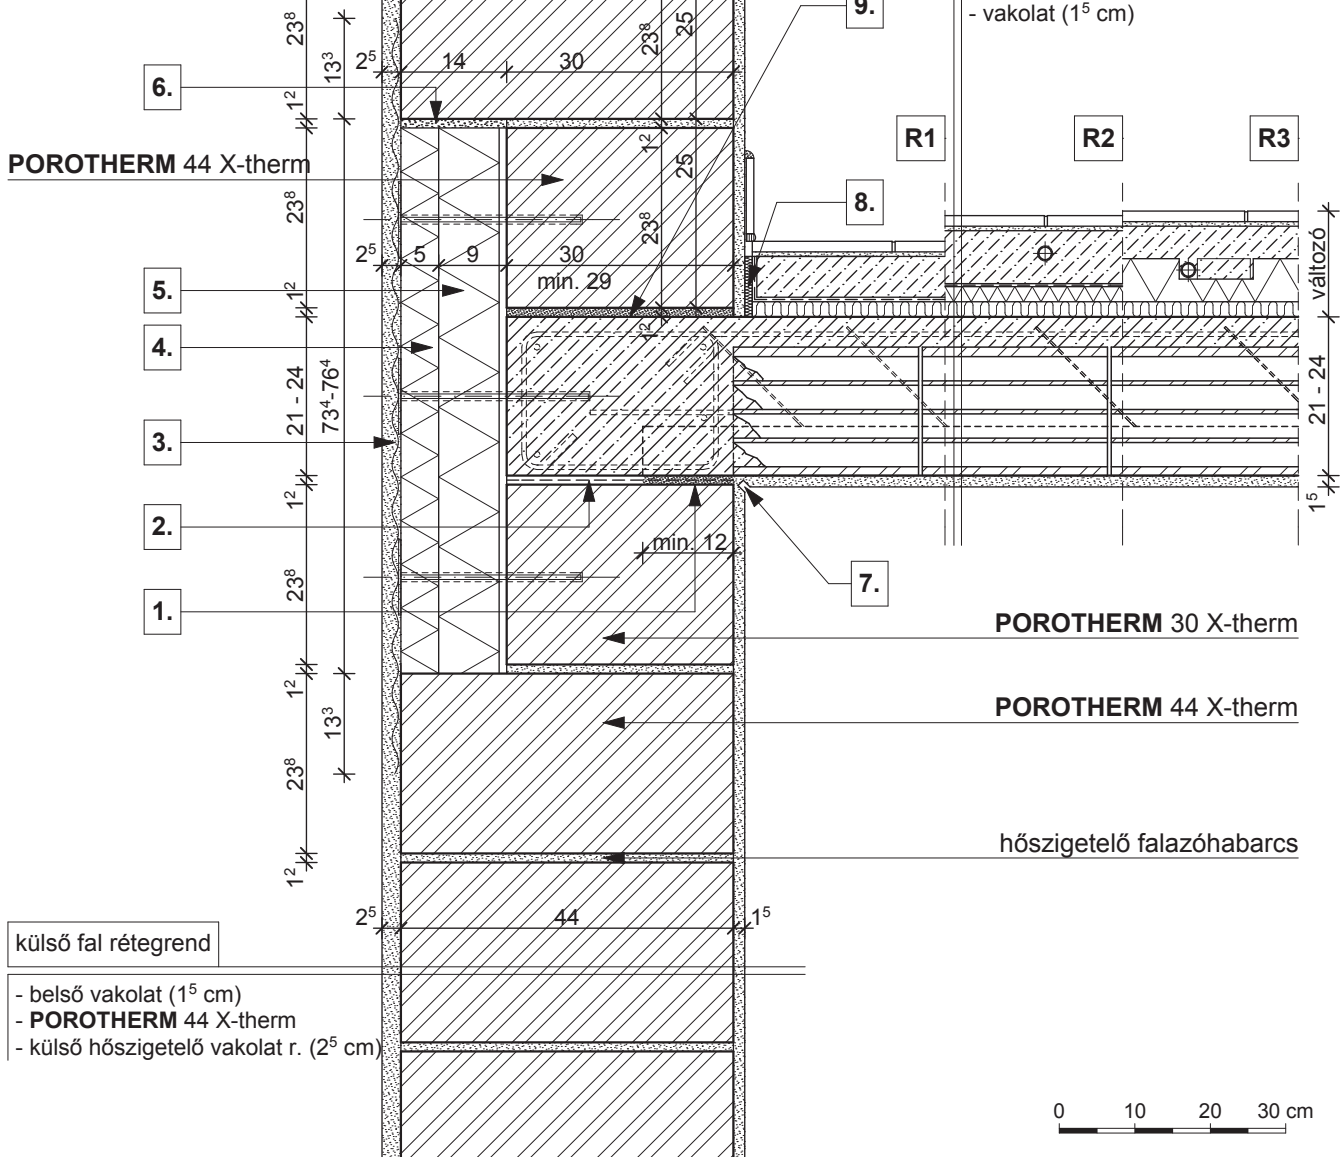 9.
- vakolat (1⁵ cm)
23⁸
13³
2⁵
14
30
23⁸
25
6.
1²
R1
R2
R3
1²
25
POROTHERM 44 X-therm
23⁸
8.
23⁸
változó
2⁵
5
9
30
min. 29
5.
1²
1²
4.
21 - 24
73⁴-76⁴
21 - 24
3.
1²
1⁵
2.
min. 12
7.
23⁸
1.
POROTHERM 30 X-therm
1²
13³
POROTHERM 44 X-therm
23⁸
hőszigetelő falazóhabarcs
1²
2⁵
44
1⁵
külső fal rétegrend
- belső vakolat (1⁵ cm)
- POROTHERM 44 X-therm
- külső hőszigetelő vakolat r. (2⁵ cm)
0
10
20
30 cm